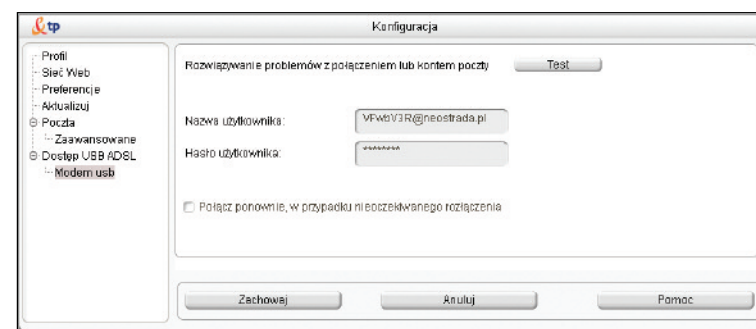 tp
Konfiguracja
Profil
Sieć Web
Preferencje
Aktualizuj
Poczta
Zaawansowane
Dostęp USB ADSL
Modem usb
Rozwiązywanie problemów z połączeniem lub kontem poczty
Test
Nazwa użytkownika:
VFwbV3R@neostrada.pl
Hasło użytkownika:
********
Połącz ponownie, w przypadku nieoczekiwanego rozłączenia
Zachowaj
Anuluj
Pomoc